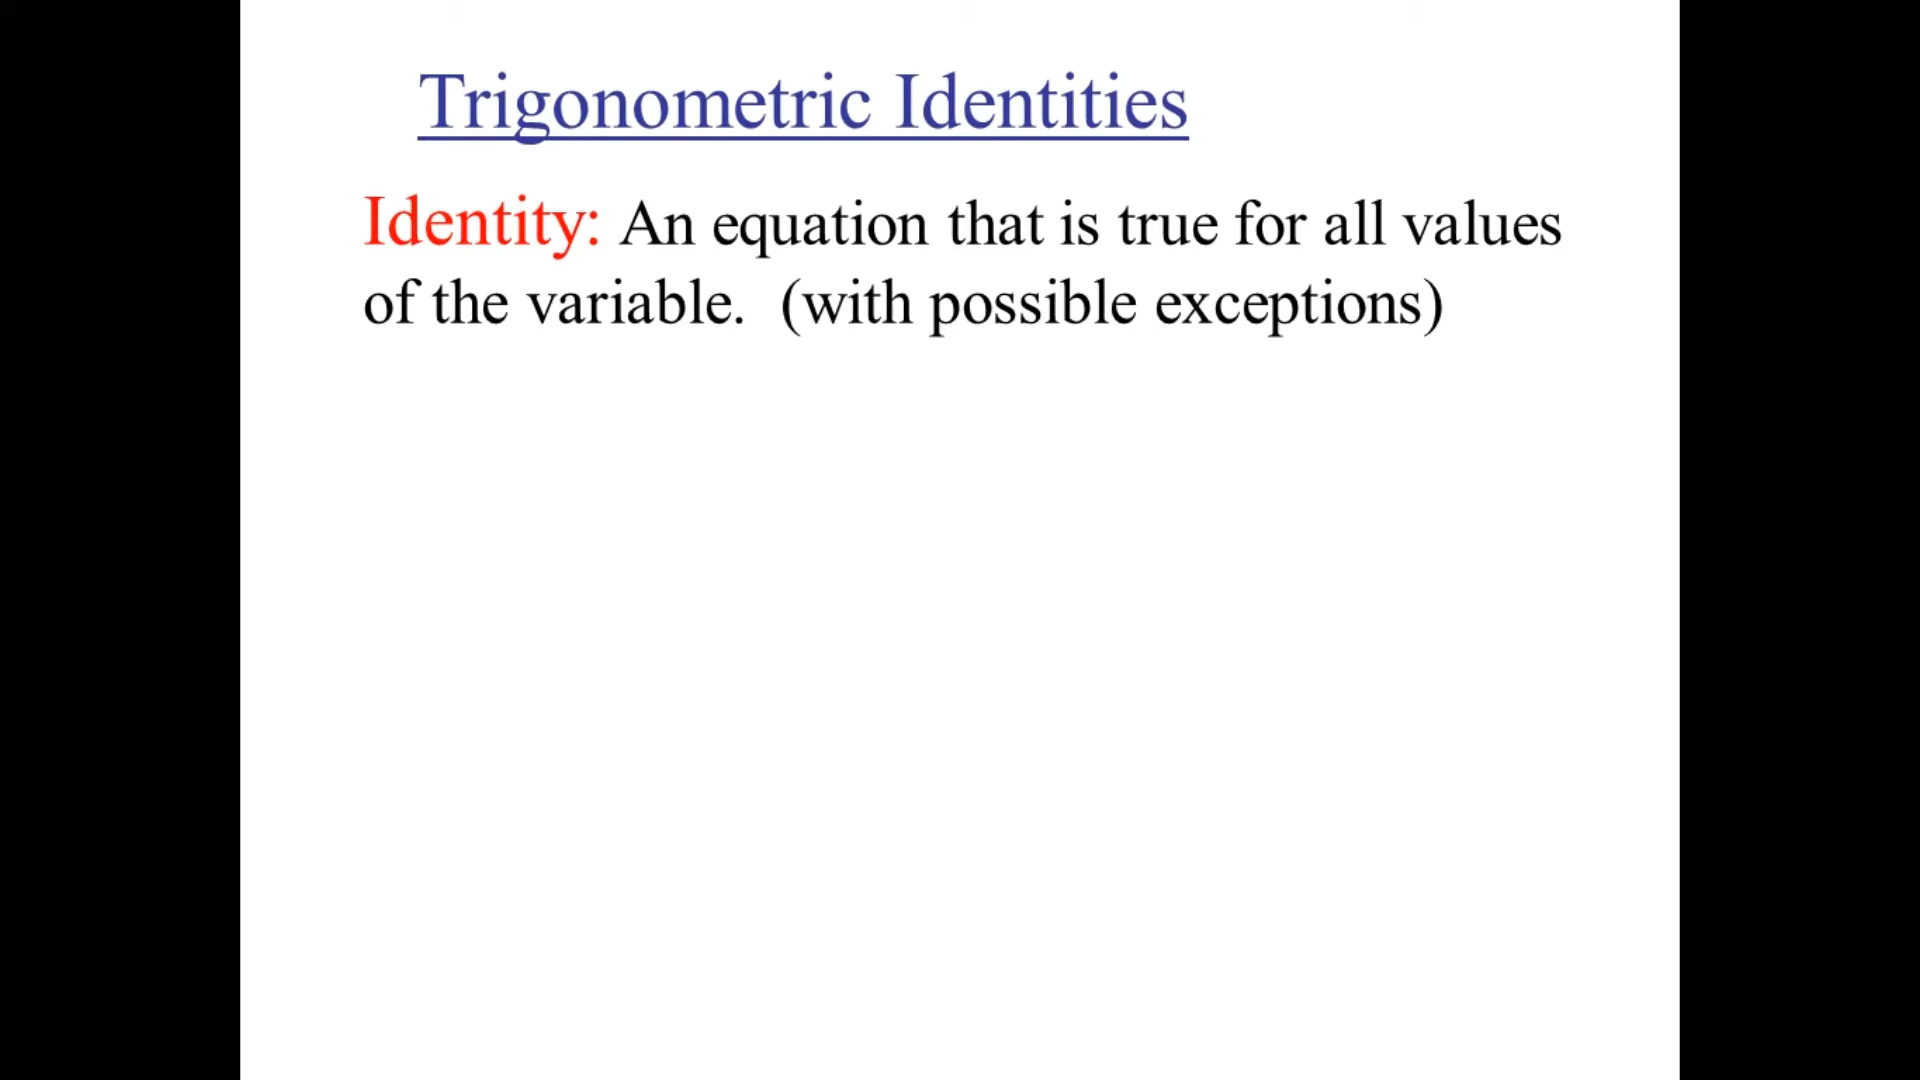 Trigonometric Identities
Identity: An equation that is true for all values
of the variable. (with possible exceptions)